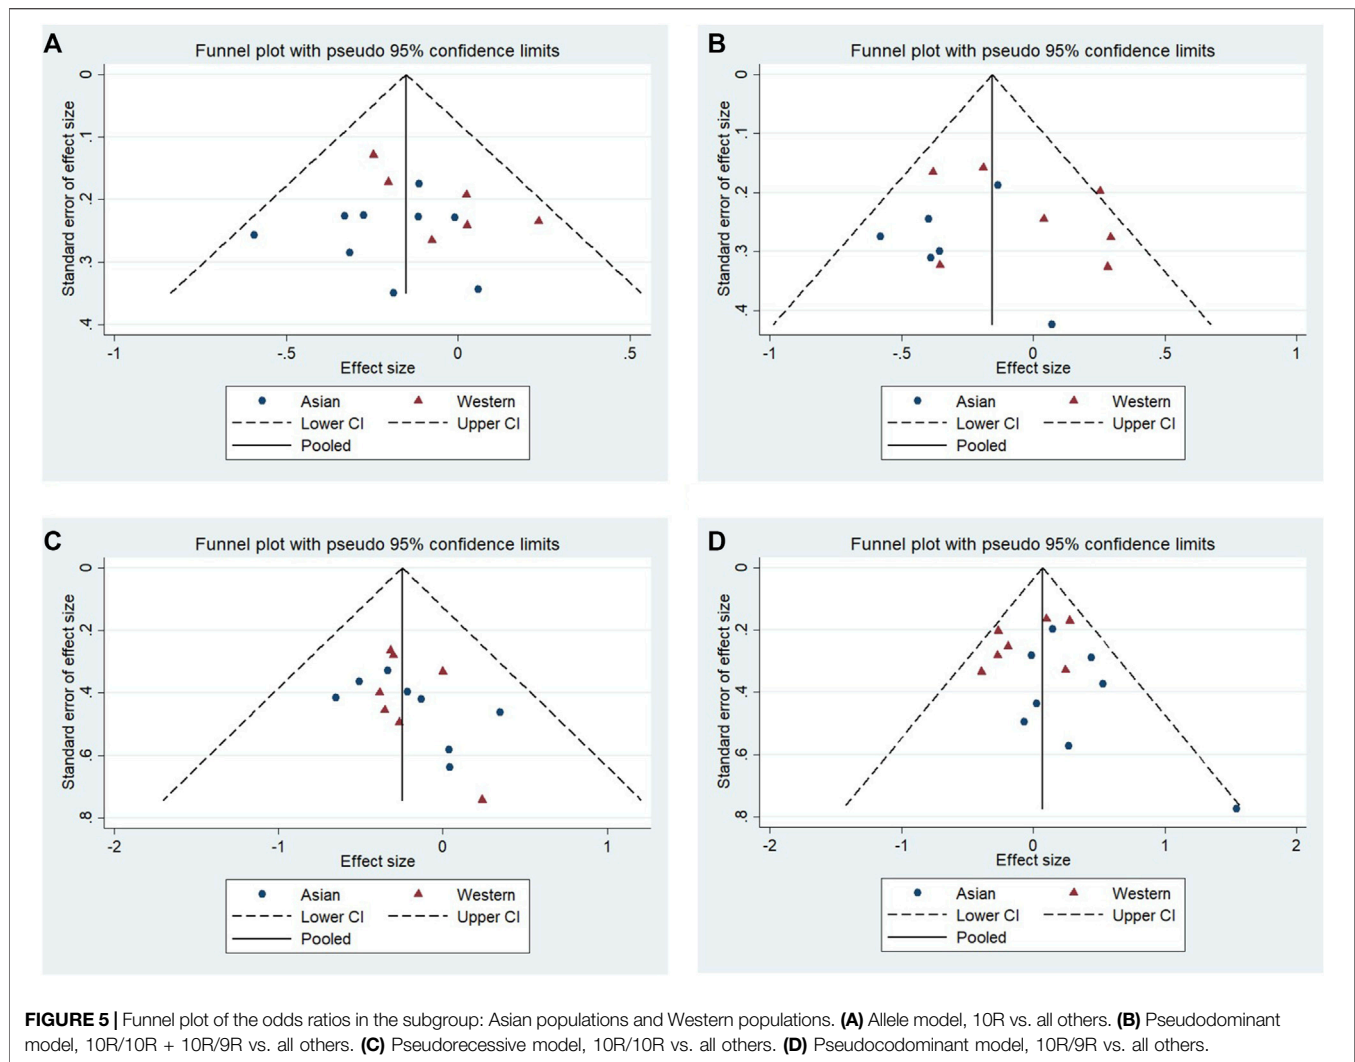 A
Funnel plot with pseudo 95% confidence limits
Standard error of effect size
0
.1
.2
.3
.4
-1
-.5
0
.5
Effect size
Asian
Western
Lower CI
Upper CI
Pooled
B
Funnel plot with pseudo 95% confidence limits
Standard error of effect size
0
.1
.2
.3
.4
-1
-.5
0
.5
1
Effect size
Asian
Western
Lower CI
Upper CI
Pooled
C
Funnel plot with pseudo 95% confidence limits
Standard error of effect size
0
.2
.4
.6
.8
-2
-1
0
1
Effect size
Asian
Western
Lower CI
Upper CI
Pooled
D
Funnel plot with pseudo 95% confidence limits
Standard error of effect size
0
.2
.4
.6
.8
-2
-1
0
1
2
Effect size
Asian
Western
Lower CI
Upper CI
Pooled
FIGURE 5 | Funnel plot of the odds ratios in the subgroup: Asian populations and Western populations. (A) Allele model, 10R vs. all others. (B) Pseudodominant
model, 10R/10R + 10R/9R vs. all others. (C) Pseudorecessive model, 10R/10R vs. all others. (D) Pseudocodominant model, 10R/9R vs. all others.